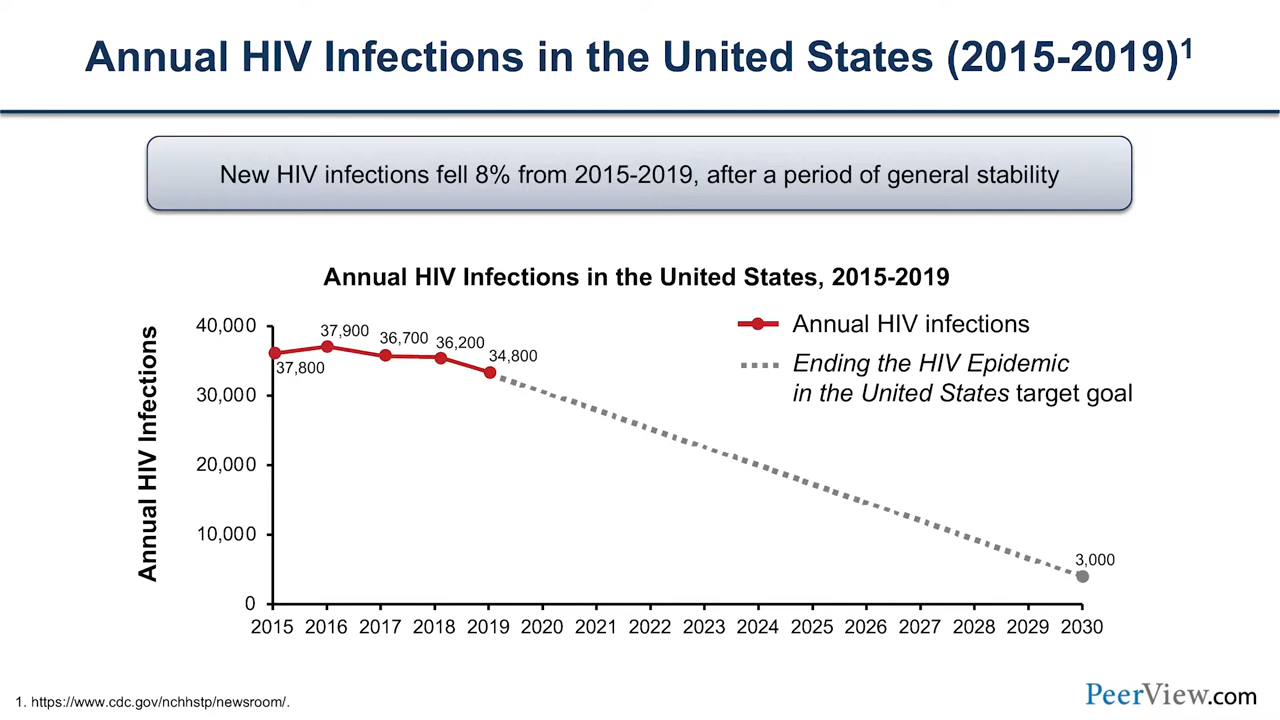 Annual HIV Infections in the United States (2015-2019)1
New HIV infections fell 8% from 2015-2019, after a period of general stability
Annual HIV Infections in the United States, 2015-2019
Annual HIV Infections
40,000
30,000
20,000
10,000
0
37,800
37,900
36,700
36,200
34,800
3,000
Annual HIV infections
Ending the HIV Epidemic
in the United States target goal
2015 2016 2017 2018 2019 2020 2021 2022 2023 2024 2025 2026 2027 2028 2029 2030
1. https://www.cdc.gov/nchhstp/newsroom/.
PeerView.com